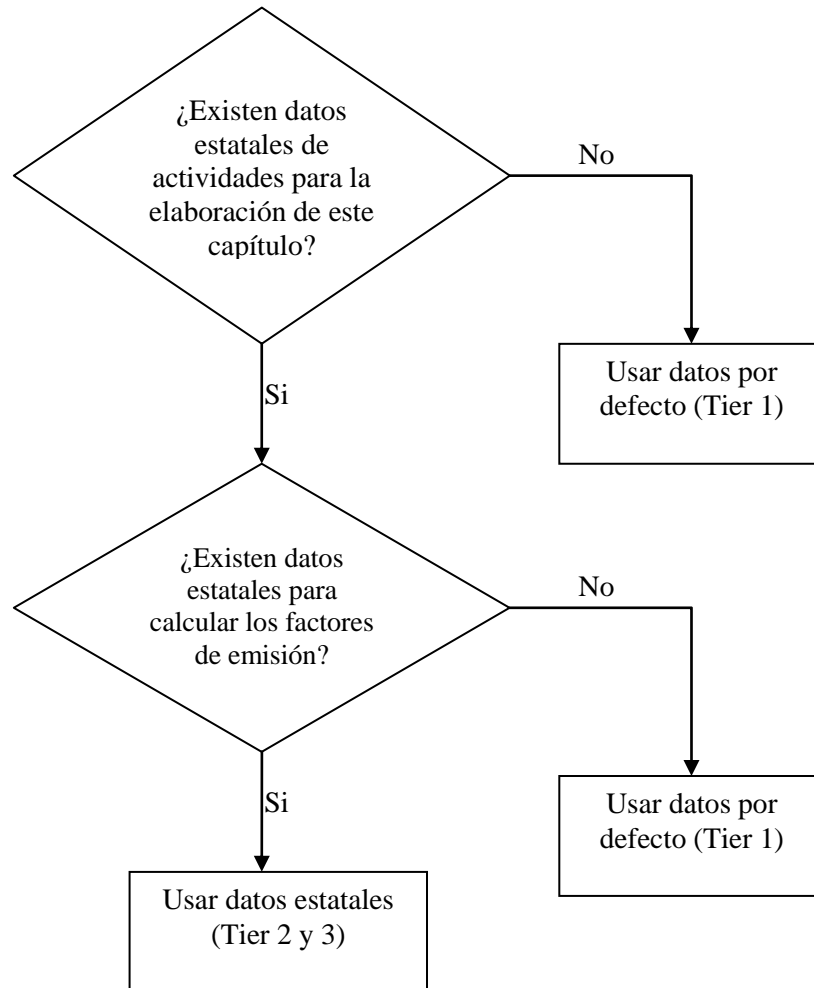 ¿Existen datos
estatales de
actividades para la
elaboración de este
capítulo?
No
Usar datos por
defecto (Tier 1)
Si
¿Existen datos
estatales para
calcular los factores
de emisión?
No
Usar datos por
defecto (Tier 1)
Si
Usar datos estatales
(Tier 2 y 3)